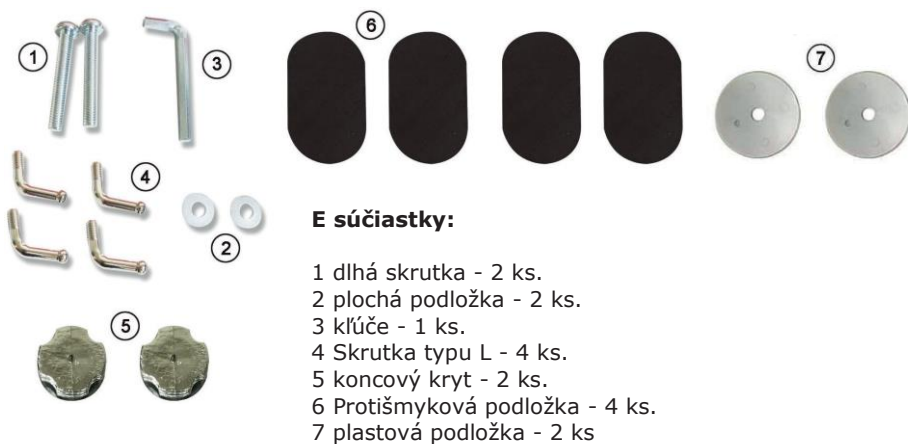 1
3
6
7
4
2
5
E súčiastky:
1 dlhá skrutka - 2 ks.
2 plochá podložka - 2 ks.
3 kľúče - 1 ks.
4 Skrutka typu L - 4 ks.
5 koncový kryt - 2 ks.
6 Protišmyková podložka - 4 ks.
7 plastová podložka - 2 ks